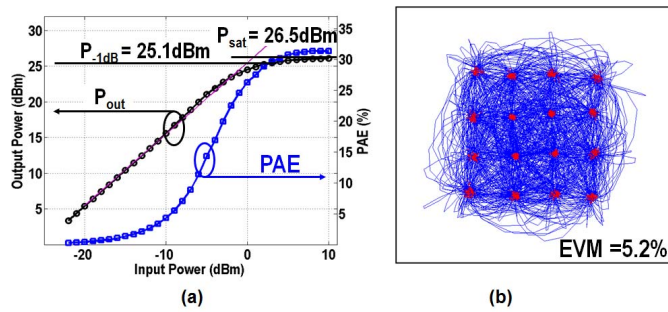 P-1dB = 25.1dBm
Psat = 26.5dBm
Pout
PAE
Output Power (dBm)
30
25
20
15
10
5
PAE (%)
35
30
25
20
15
10
5
-20
-10
0
10
Input Power (dBm)
(a)
EVM =5.2%
(b)